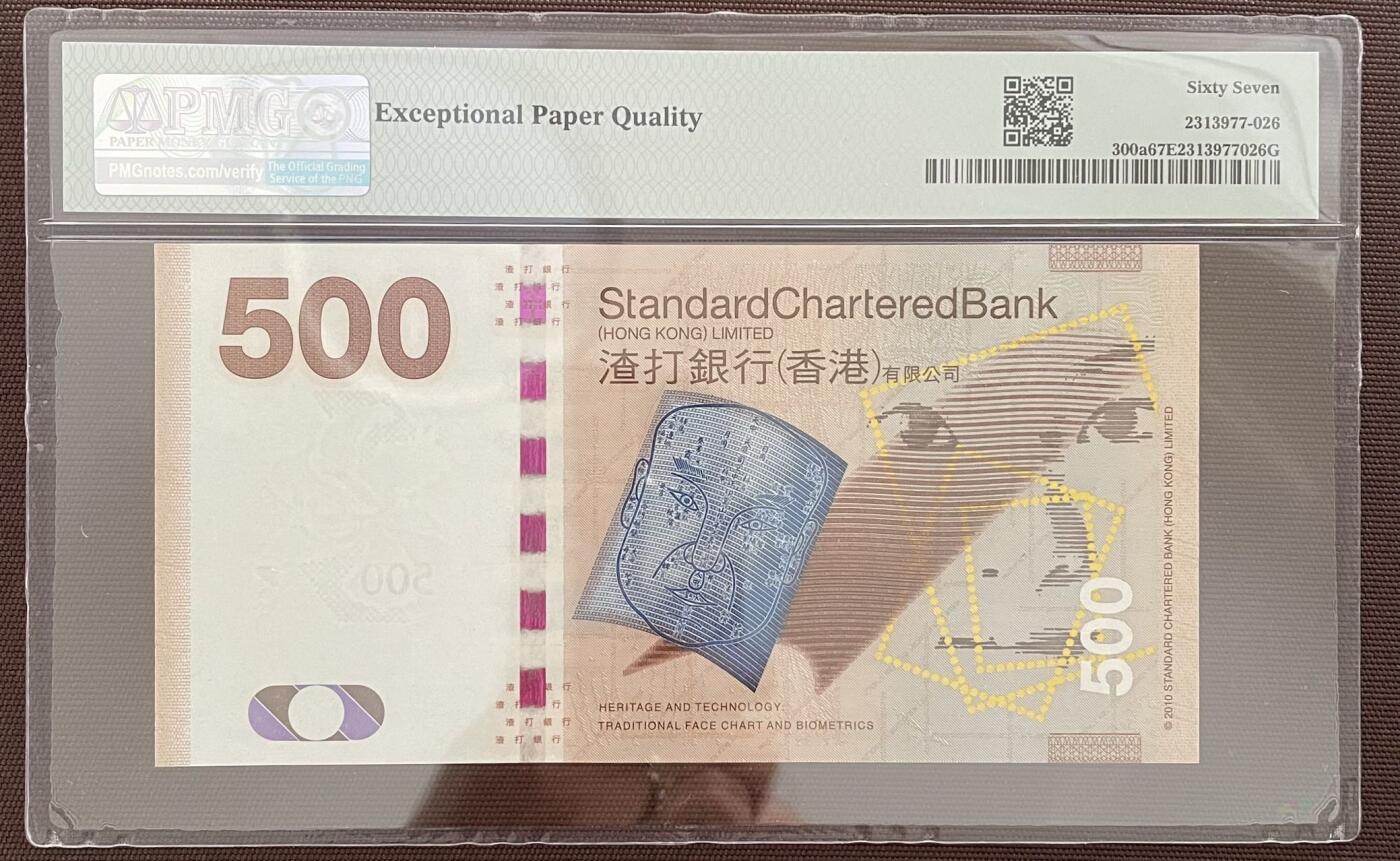 PMG
PAPER MONEY GUARANTY
PMGnotes.com/verify
The Official Grading
Service of the PNG
Exceptional Paper Quality
Sixty Seven
2313977-026
300a67E2313977026G
500
渣打銀行
渣打銀行
渣打銀行
渣打銀行
StandardCharteredBank
(HONG KONG) LIMITED
渣打銀行(香港)有限公司
500
500
© 2010 STANDARD CHARTERED BANK (HONG KONG) LIMITED
渣打銀行
渣打銀行
渣打銀行
渣打銀行
HERITAGE AND TECHNOLOGY:
TRADITIONAL FACE CHART AND BIOMETRICS